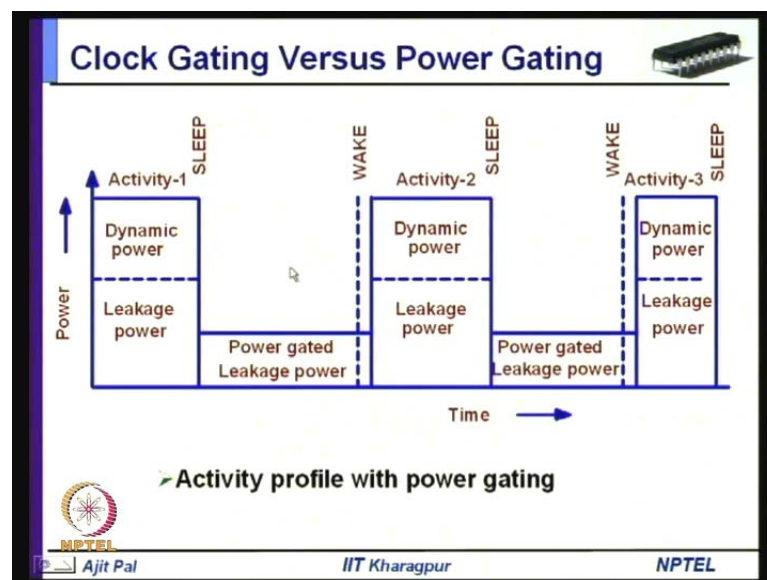 Clock Gating Versus Power Gating
SLEEP
WAKE
SLEEP
WAKE
SLEEP
Activity-1
Activity-2
Activity-3
Dynamic
power
Dynamic
power
Dynamic
power
Power
Leakage
power
Leakage
power
Leakage
power
Power gated
Leakage power
Power gated
Leakage power
Time
Activity profile with power gating
NPTEL
Ajit Pal
IIT Kharagpur
NPTEL